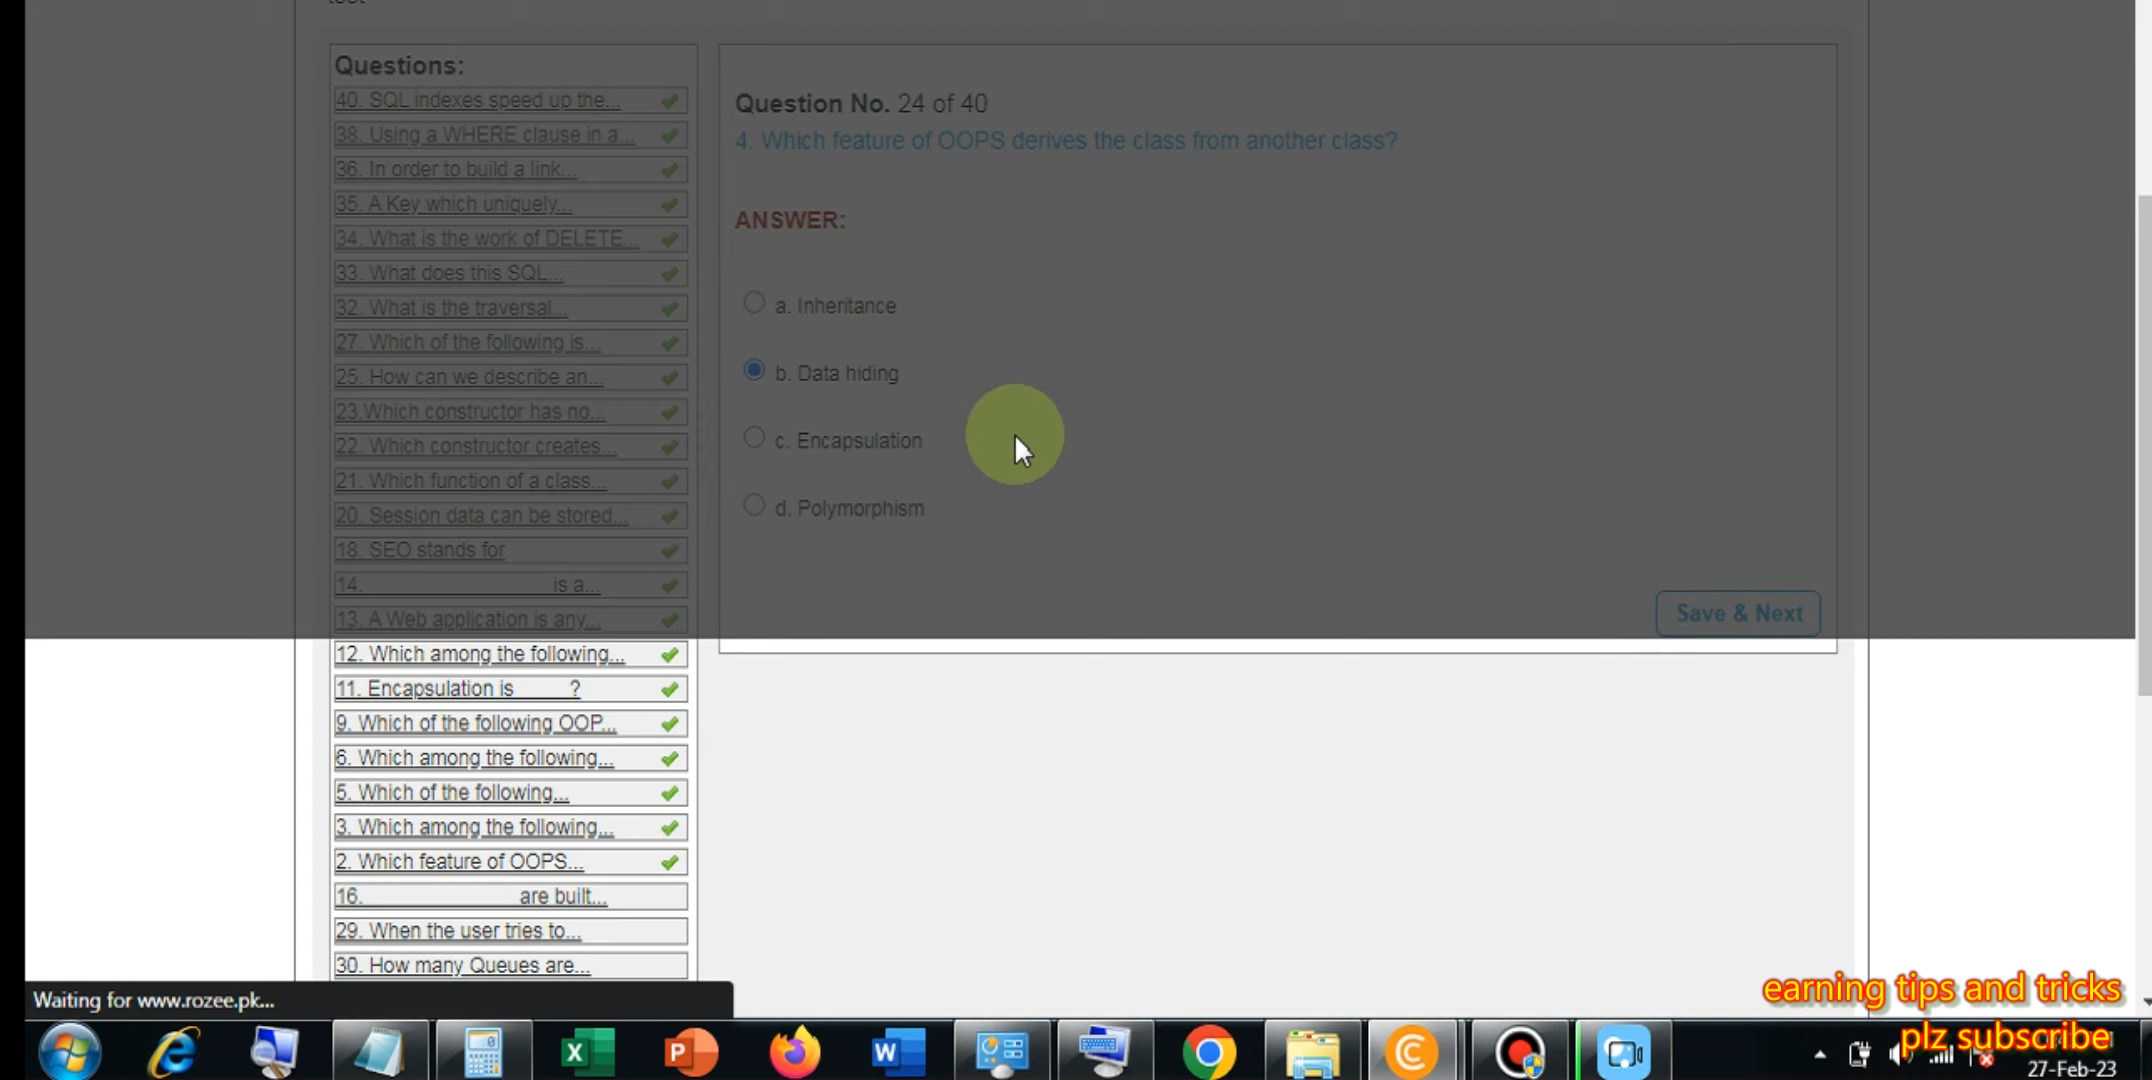 Questions:
40. SQL indexes speed up the...
38. Using a WHERE clause in a...
36. In order to build a link...
35. A Key which uniquely...
34. What is the work of DELETE...
33. What does this SQL...
32. What is the traversal...
27. Which of the following is...
25. How can we describe an...
23.Which constructor has no...
22. Which constructor creates...
21. Which function of a class...
20. Session data can be stored...
18. SEO stands for
14. ________________ is a...
13. A Web application is any...
12. Which among the following...
11. Encapsulation is _____?
9. Which of the following OOP...
6. Which among the following...
5. Which of the following...
3. Which among the following...
2. Which feature of OOPS...
16. _____________ are built...
29. When the user tries to...
30. How many Queues are...
Question No. 24 of 40
4. Which feature of OOPS derives the class from another class?
ANSWER:
a. Inheritance
b. Data hiding
c. Encapsulation
d. Polymorphism
Save & Next
Waiting for www.rozee.pk...
earning tips and tricks
plz subscribe
27-Feb-23